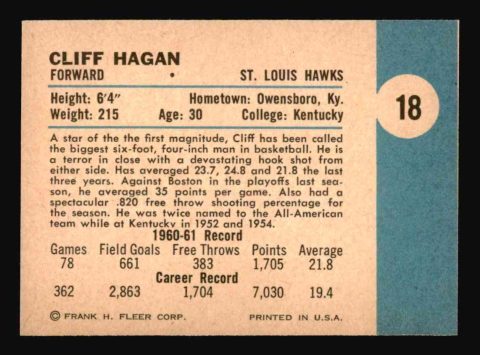 CLIFF HAGAN
FORWARD • ST. LOUIS HAWKS
18
Height: 6'4" Hometown: Owensboro, Ky.
Weight: 215 Age: 30 College: Kentucky
A star of the the first magnitude, Cliff has been called
the biggest six-foot, four-inch man in basketball. He is
a terror in close with a devastating hook shot from
either side. Has averaged 23.7, 24.8 and 21.8 the last
three years. Against Boston in the playoffs last sea-
son, he averaged 35 points per game. Also had a
spectacular .820 free throw shooting percentage for
the season. He was twice named to the All-American
team while at Kentucky in 1952 and 1954.
1960-61 Record
Games Field Goals Free Throws Points Average
78 661 383 1,705 21.8
Career Record
362 2,863 1,704 7,030 19.4
© FRANK H. FLEER CORP. PRINTED IN U.S.A.